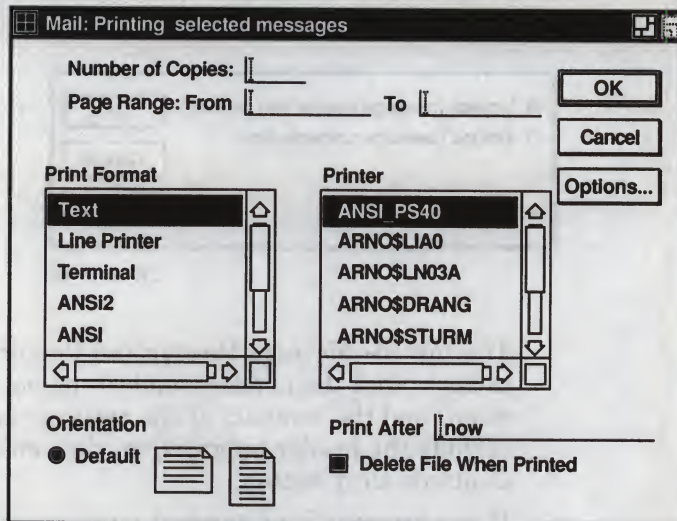 Mail: Printing selected messages
Number of Copies:
Page Range: From To
OK
Cancel
Options...
Print Format
Text
Line Printer
Terminal
ANSi2
ANSI
Printer
ANSI_PS40
ARNO$LIA0
ARNO$LN03A
ARNO$DRANG
ARNO$STURM
Orientation
Default
Print After now
Delete File When Printed